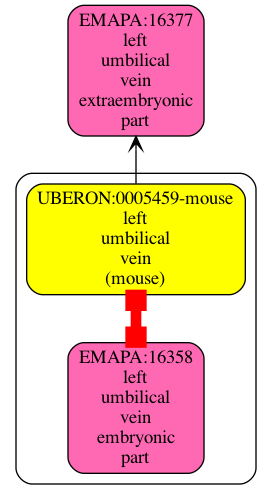 EMAPA:16377
left
umbilical
vein
extraembryonic
part
UBERON:0005459-mouse
left
umbilical
vein
(mouse)
EMAPA:16358
left
umbilical
vein
embryonic
part